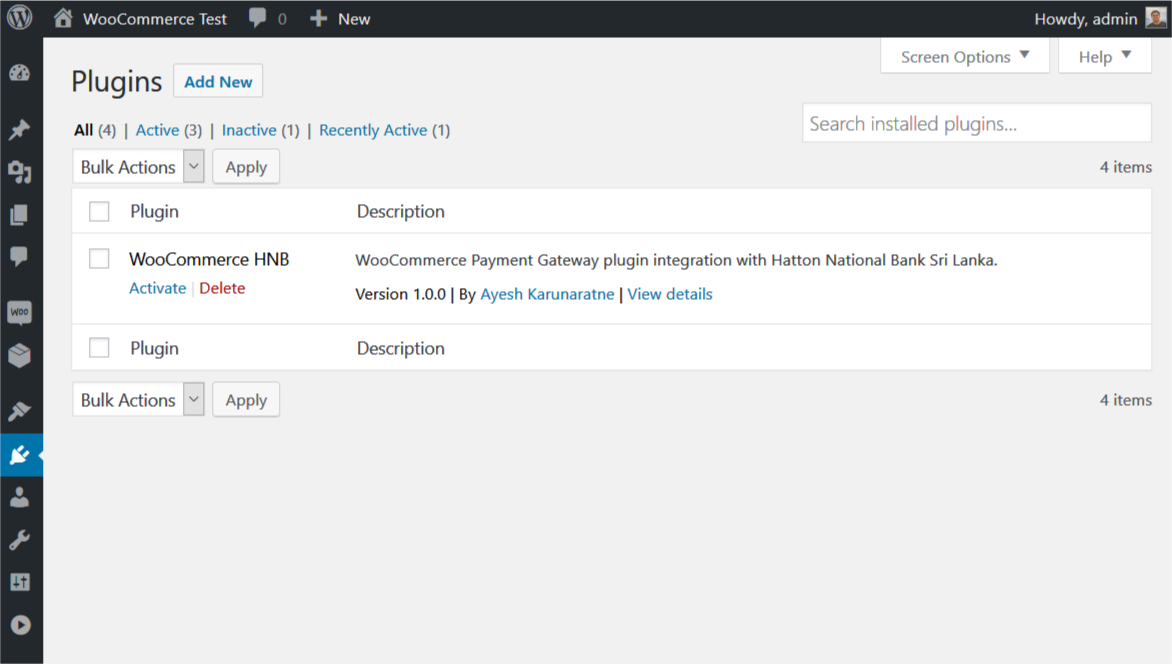 WooCommerce Test 0 New Howdy, admin
Screen Options Help
Plugins Add New
All (4) | Active (3) | Inactive (1) | Recently Active (1)
Search installed plugins...
Bulk Actions Apply 4 items
Plugin Description
WooCommerce HNB WooCommerce Payment Gateway plugin integration with Hatton National Bank Sri Lanka.
Activate | Delete Version 1.0.0 | By Ayesh Karunaratne | View details
Plugin Description
Bulk Actions Apply 4 items
WOO